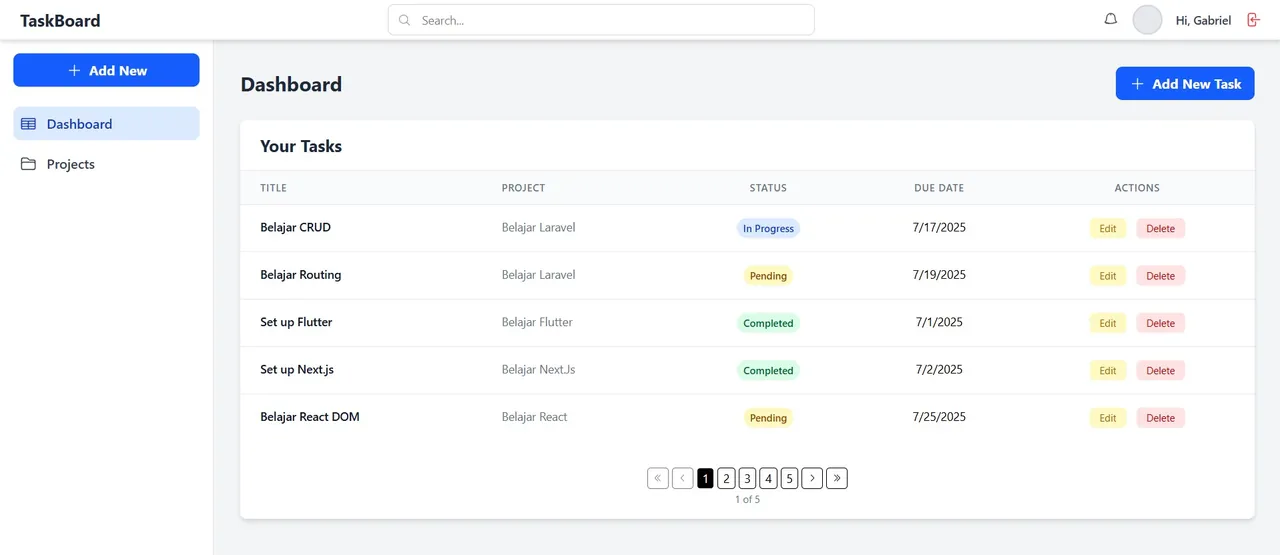 TaskBoard
Search...
Hi, Gabriel
Add New
Dashboard
Projects
Dashboard
Add New Task
Your Tasks
TITLE PROJECT STATUS DUE DATE ACTIONS
Belajar CRUD Belajar Laravel In Progress 7/17/2025 Edit Delete
Belajar Routing Belajar Laravel Pending 7/19/2025 Edit Delete
Set up Flutter Belajar Flutter Completed 7/1/2025 Edit Delete
Set up Next.js Belajar Next.Js Completed 7/2/2025 Edit Delete
Belajar React DOM Belajar React Pending 7/25/2025 Edit Delete
« ‹ 1 2 3 4 5 › »
1 of 5